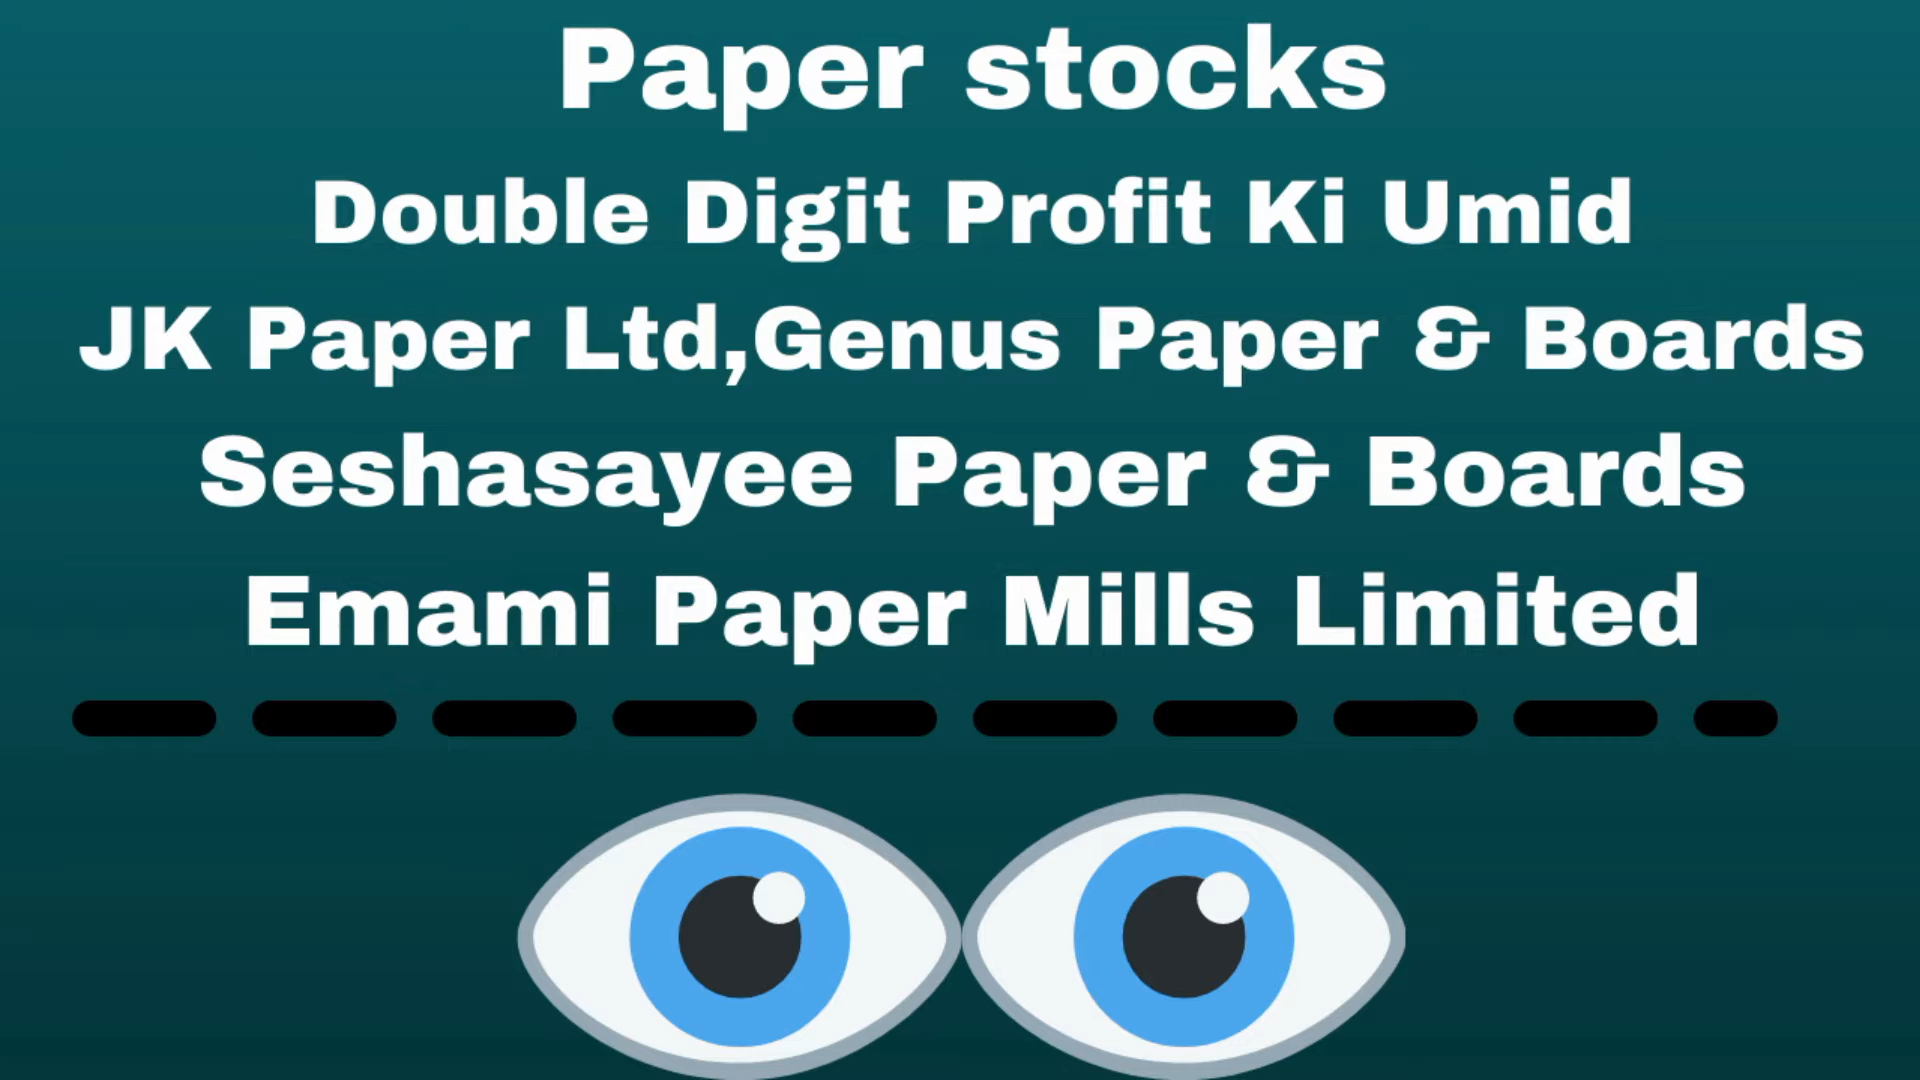 Paper stocks
Double Digit Profit Ki Umid
JK Paper Ltd,Genus Paper & Boards
Seshasayee Paper & Boards
Emami Paper Mills Limited